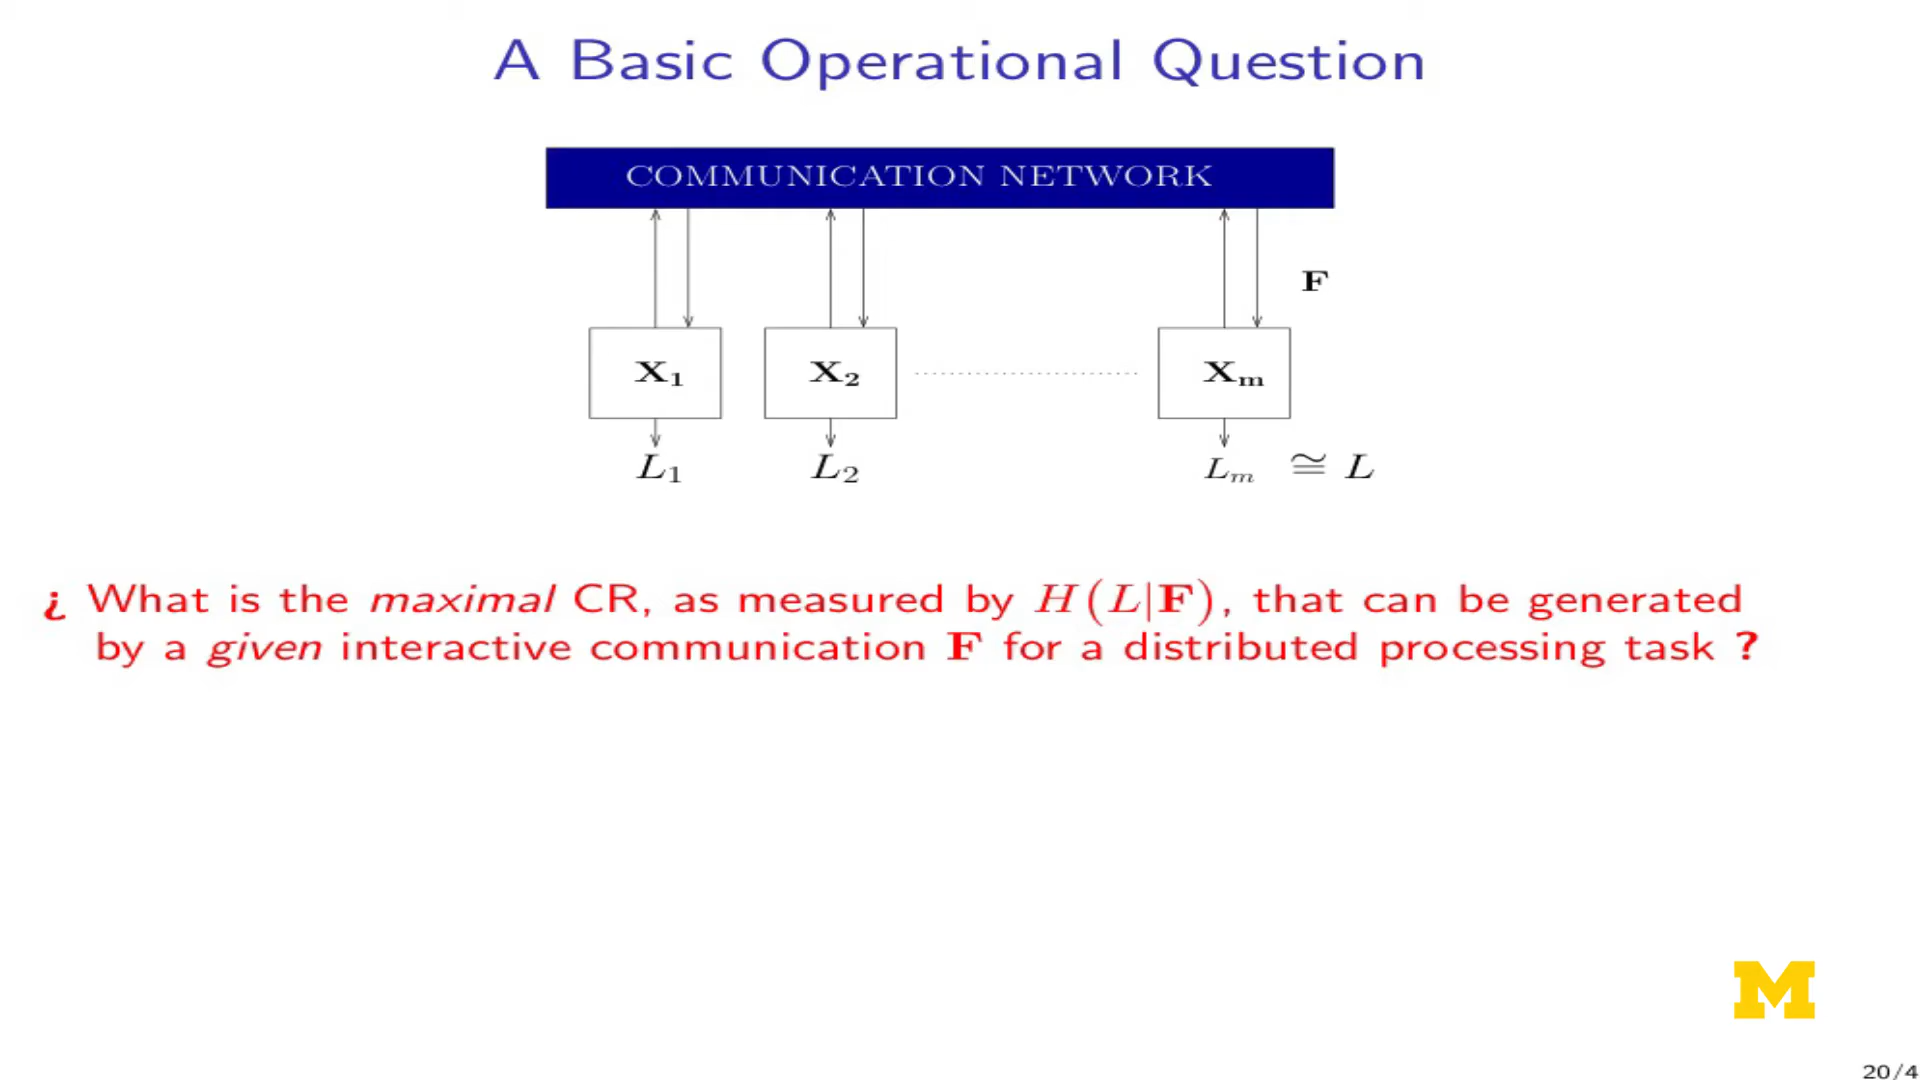 A Basic Operational Question
COMMUNICATION NETWORK
F
X₁ X₂ Xₘ
L₁ L₂ Lₘ ≅ L
¿ What is the maximal CR, as measured by H(L|F), that can be generated
by a given interactive communication F for a distributed processing task ?
M
20/4